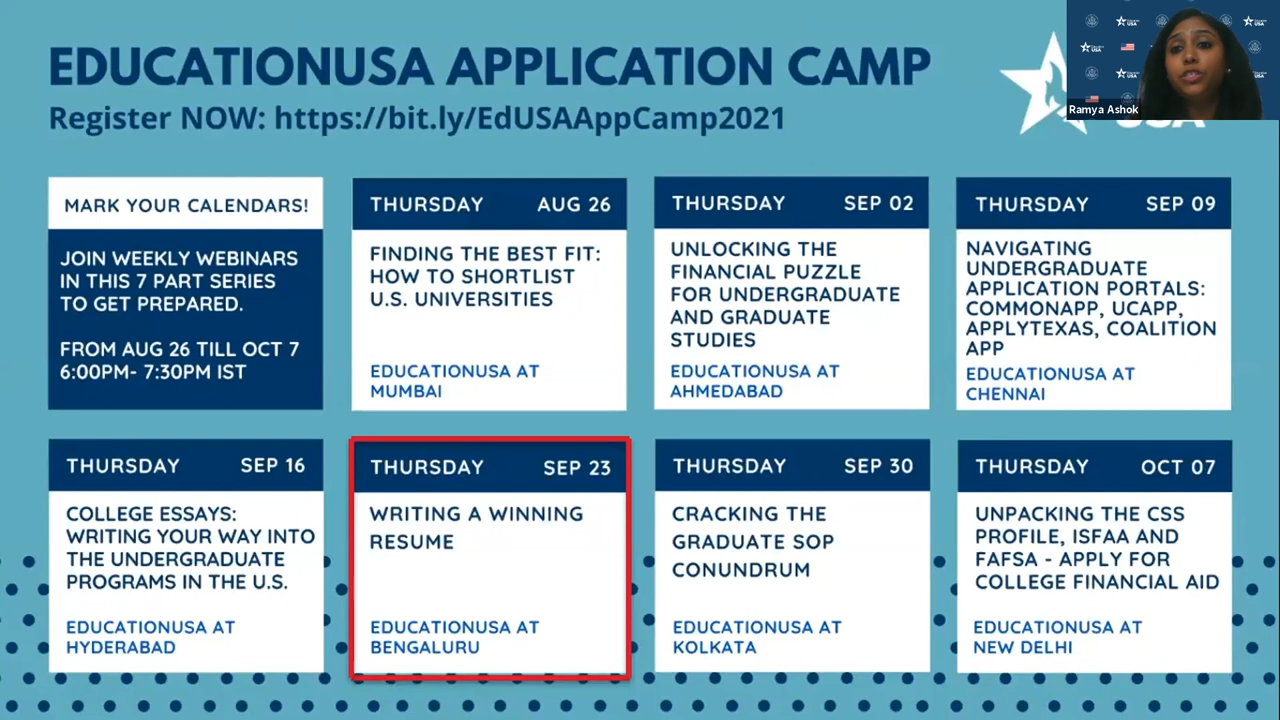 EDUCATIONUSA APPLICATION CAMP
Register NOW: https://bit.ly/EdUSAAppCamp2021
Ramya Ashok
USA
MARK YOUR CALENDARS!
JOIN WEEKLY WEBINARS
IN THIS 7 PART SERIES
TO GET PREPARED.
FROM AUG 26 TILL OCT 7
6:00PM- 7:30PM IST
THURSDAY AUG 26
FINDING THE BEST FIT:
HOW TO SHORTLIST
U.S. UNIVERSITIES
EDUCATIONUSA AT
MUMBAI
THURSDAY SEP 02
UNLOCKING THE
FINANCIAL PUZZLE
FOR UNDERGRADUATE
AND GRADUATE
STUDIES
EDUCATIONUSA AT
AHMEDABAD
THURSDAY SEP 09
NAVIGATING
UNDERGRADUATE
APPLICATION PORTALS:
COMMONAPP, UCAPP,
APPLYTEXAS, COALITION
APP
EDUCATIONUSA AT
CHENNAI
THURSDAY SEP 16
COLLEGE ESSAYS:
WRITING YOUR WAY INTO
THE UNDERGRADUATE
PROGRAMS IN THE U.S.
EDUCATIONUSA AT
HYDERABAD
THURSDAY SEP 23
WRITING A WINNING
RESUME
EDUCATIONUSA AT
BENGALURU
THURSDAY SEP 30
CRACKING THE
GRADUATE SOP
CONUNDRUM
EDUCATIONUSA AT
KOLKATA
THURSDAY OCT 07
UNPACKING THE CSS
PROFILE, ISFAA AND
FAFSA - APPLY FOR
COLLEGE FINANCIAL AID
EDUCATIONUSA AT
NEW DELHI